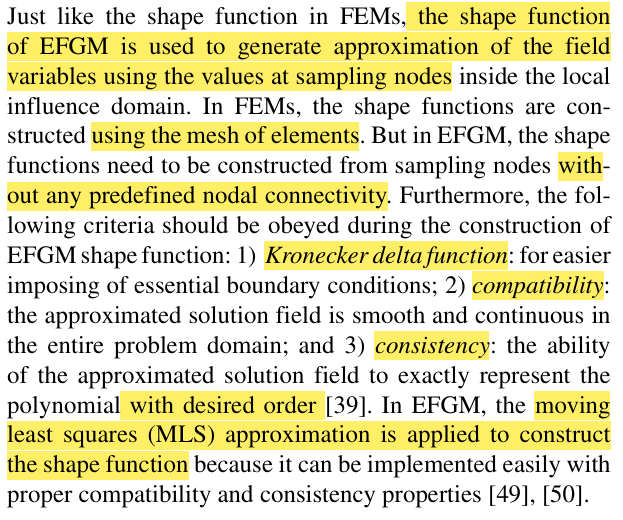 Just like the shape function in FEMs, the shape function
of EFGM is used to generate approximation of the field
variables using the values at sampling nodes inside the local
influence domain. In FEMs, the shape functions are con-
structed using the mesh of elements. But in EFGM, the shape
functions need to be constructed from sampling nodes with-
out any predefined nodal connectivity. Furthermore, the fol-
lowing criteria should be obeyed during the construction of
EFGM shape function: 1) Kronecker delta function: for easier
imposing of essential boundary conditions; 2) compatibility:
the approximated solution field is smooth and continuous in
the entire problem domain; and 3) consistency: the ability
of the approximated solution field to exactly represent the
polynomial with desired order [39]. In EFGM, the moving
least squares (MLS) approximation is applied to construct
the shape function because it can be implemented easily with
proper compatibility and consistency properties [49], [50].